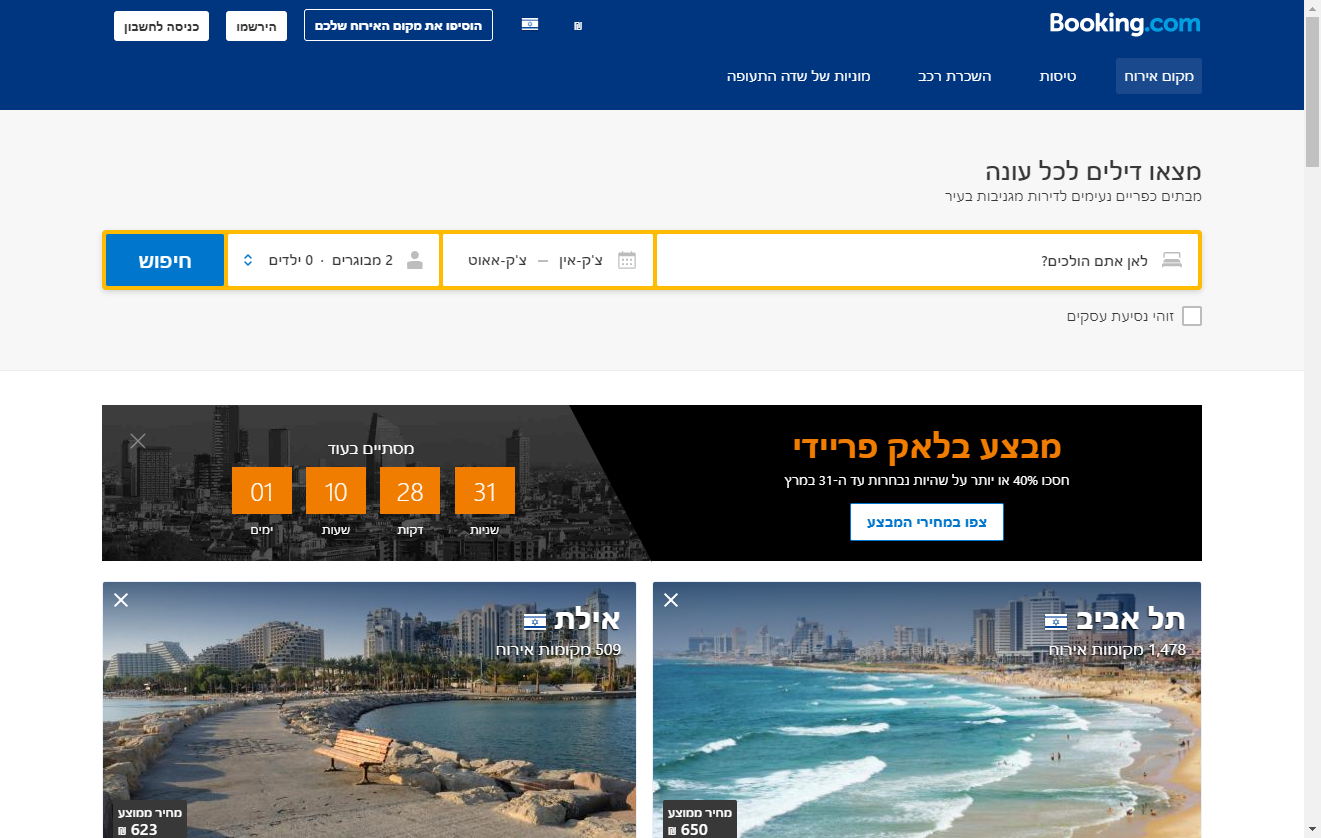 Booking.com
₪
הוסיפו את מקום האירוח שלכם
הירשמו
כניסה לחשבון
מקום אירוח
טיסות
השכרת רכב
מוניות של שדה התעופה
מצאו דילים לכל עונה
מבתים כפריים נעימים לדירות מגניבות בעיר
לאן אתם הולכים?
צ'ק-אין — צ'ק-אאוט
2 מבוגרים · 0 ילדים
חיפוש
זוהי נסיעת עסקים
מבצע בלאק פריידי
חסכו 40% או יותר על שהיות נבחרות עד ה-31 במרץ
צפו במחירי המבצע
מסתיים בעוד
01 10 28 31
ימים שעות דקות שניות
תל אביב
1,478 מקומות אירוח
מחיר ממוצע
650 ₪
אילת
509 מקומות אירוח
מחיר ממוצע
623 ₪